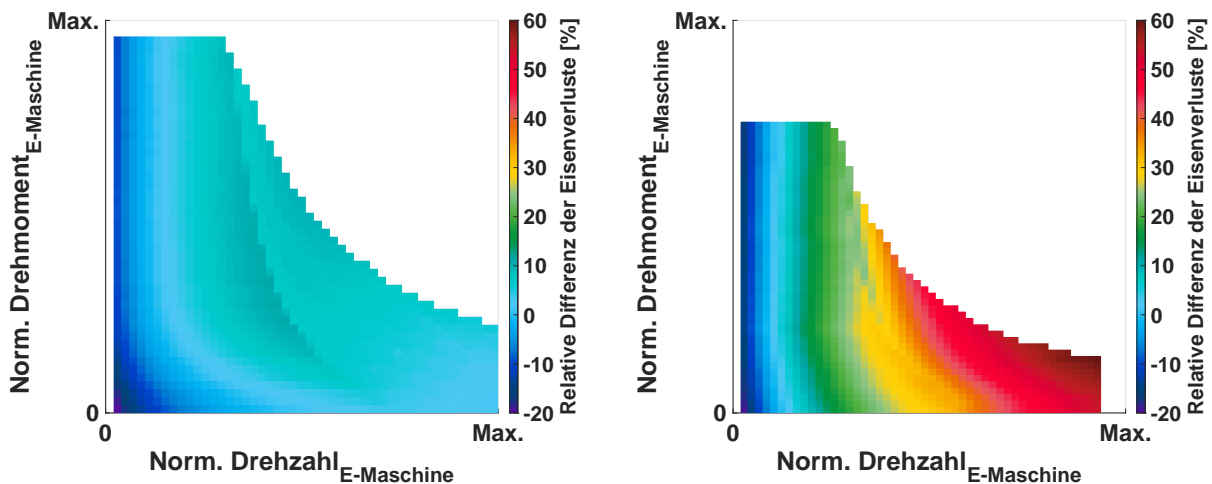 Max.
0
0
Max.
Norm. Drehmoment E-Maschine
Norm. Drehzahl E-Maschine
60
50
40
30
20
10
0
-10
-20
Relative Differenz der Eisenverluste [%]
Max.
0
0
Max.
Norm. Drehmoment E-Maschine
Norm. Drehzahl E-Maschine
60
50
40
30
20
10
0
-10
-20
Relative Differenz der Eisenverluste [%]